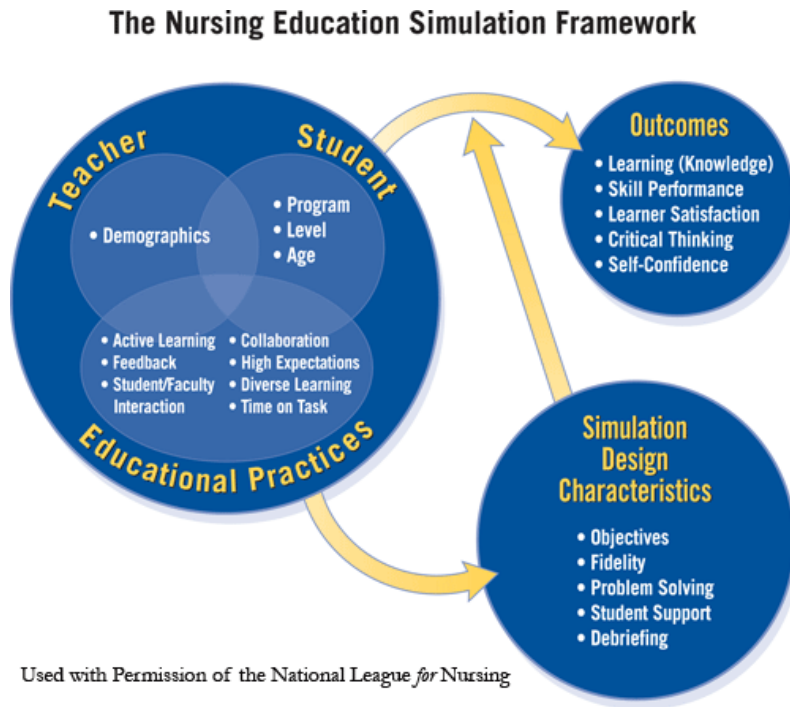 The Nursing Education Simulation Framework
Teacher
Student
• Demographics
• Program
• Level
• Age
• Active Learning
• Feedback
• Student/Faculty
Interaction
• Collaboration
• High Expectations
• Diverse Learning
• Time on Task
Educational Practices
Outcomes
• Learning (Knowledge)
• Skill Performance
• Learner Satisfaction
• Critical Thinking
• Self-Confidence
Simulation
Design
Characteristics
• Objectives
• Fidelity
• Problem Solving
• Student Support
• Debriefing
Used with Permission of the National League for Nursing